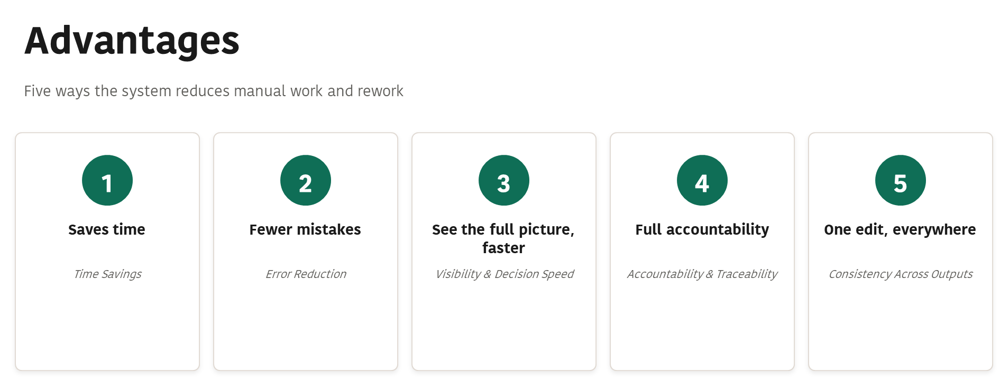 Advantages
Five ways the system reduces manual work and rework
1
Saves time
Time Savings
2
Fewer mistakes
Error Reduction
3
See the full picture,
faster
Visibility & Decision Speed
4
Full accountability
Accountability & Traceability
5
One edit, everywhere
Consistency Across Outputs